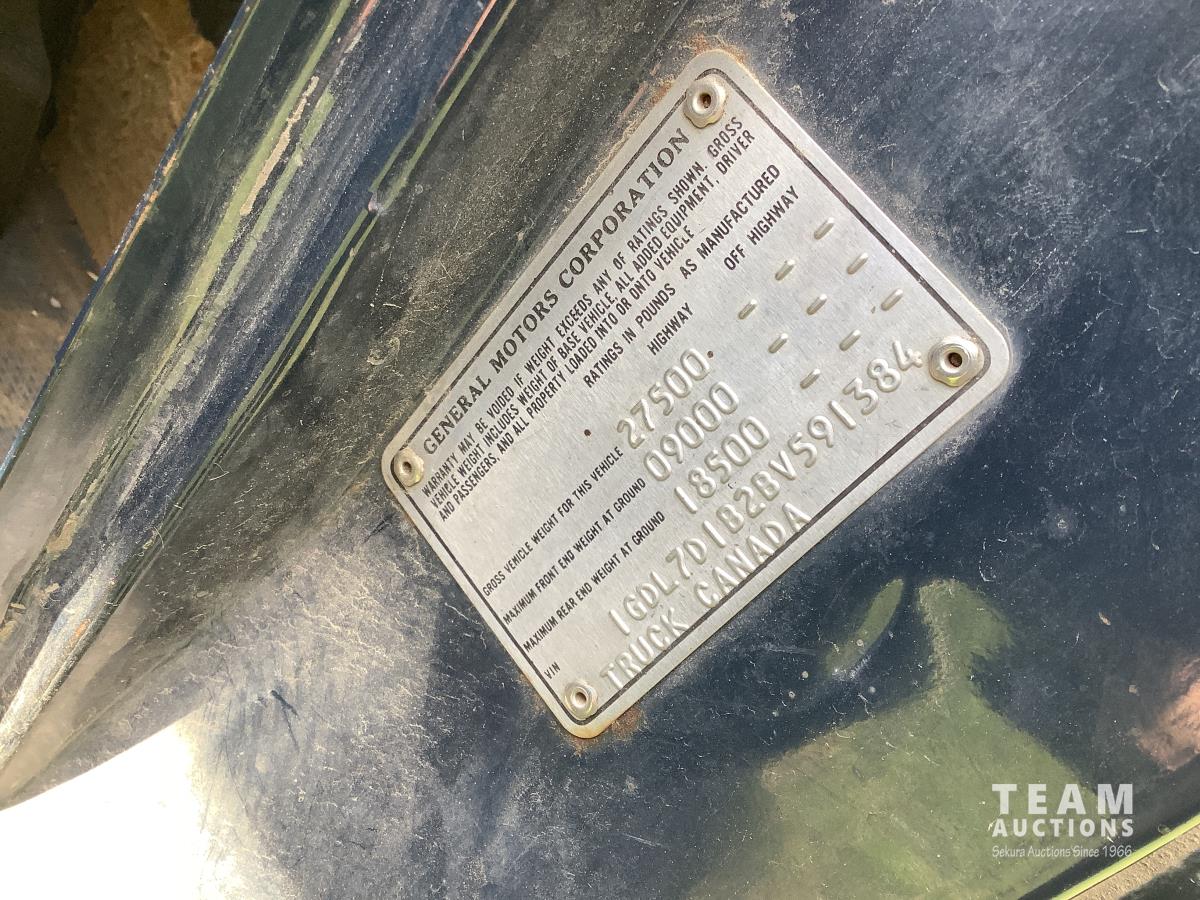 GENERAL MOTORS CORPORATION
WARRANTY MAY BE VOIDED IF WEIGHT EXCEEDS ANY OF RATINGS SHOWN. GROSS
VEHICLE WEIGHT INCLUDES WEIGHT OF BASE VEHICLE, ALL ADDED EQUIPMENT, DRIVER
AND PASSENGERS, AND ALL PROPERTY LOADED INTO OR ONTO VEHICLE
RATINGS IN POUNDS AS MANUFACTURED
HIGHWAY OFF HIGHWAY
GROSS VEHICLE WEIGHT FOR THIS VEHICLE 27500 - - -
MAXIMUM FRONT END WEIGHT AT GROUND 09000 - - -
MAXIMUM REAR END WEIGHT AT GROUND 18500 - - -
VIN 1GDL7D1B2BV591384
TRUCK CANADA
TEAM
AUCTIONS
Sekura Auctions Since 1966